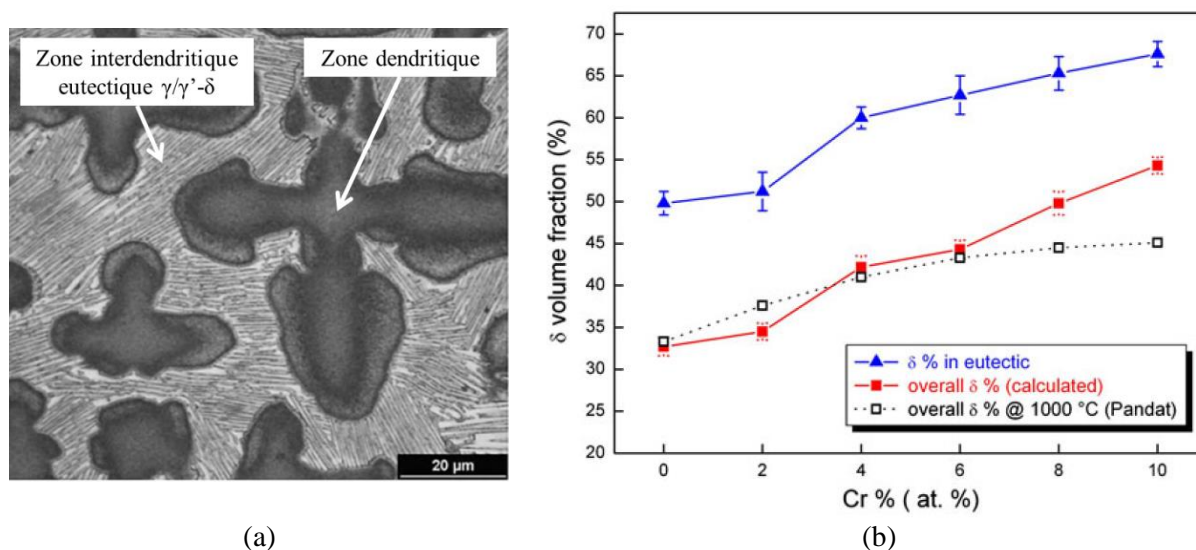 Zone interdendritique
eutectique γ/γ’-δ
Zone dendritique
20 μm
(a)
δ volume fraction (%)
70
65
60
55
50
45
40
35
30
25
20
0 2 4 6 8 10
Cr % ( at. %)
δ % in eutectic
overall δ % (calculated)
overall δ % @ 1000 °C (Pandat)
(b)